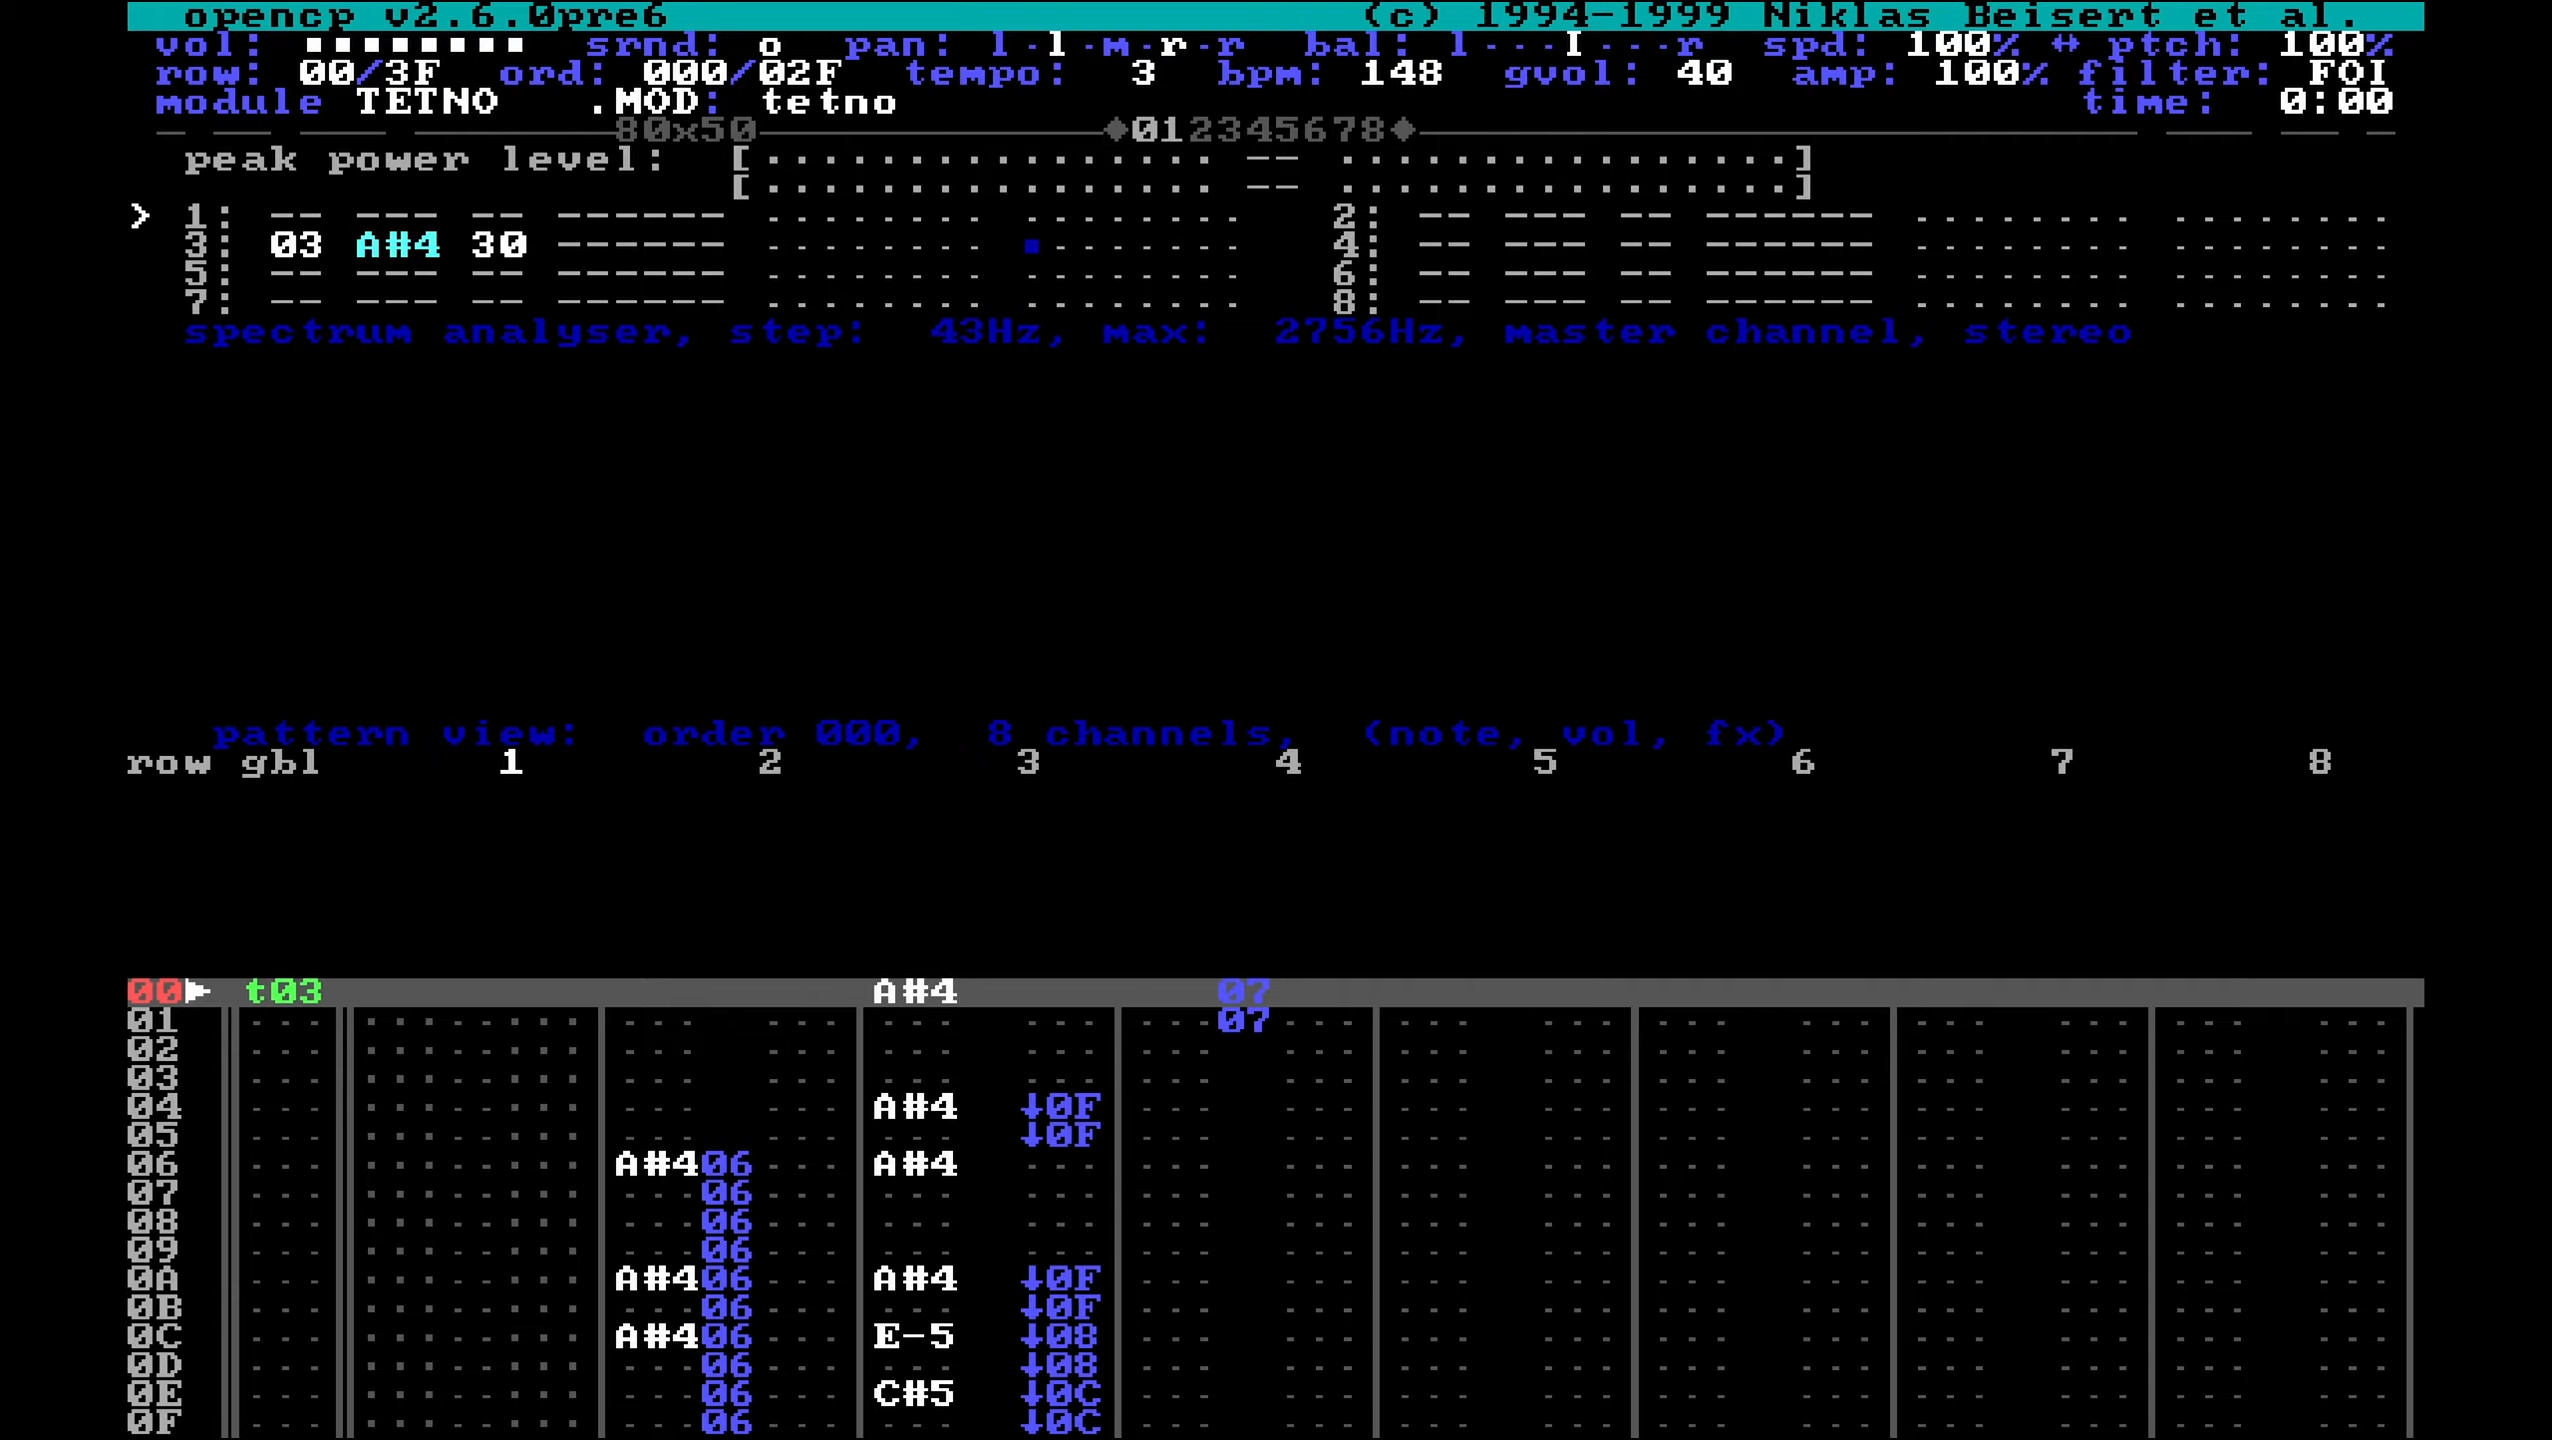 opencp v2.6.0pre6 (c) 1994-1999 Niklas Beisert et al.
vol: ■■■■■■■■ srnd: o pan: l-l-m-r-r bal: l---I---r spd: 100% ↔ ptch: 100%
row: 00/3F ord: 000/02F tempo: 3 bpm: 148 gvol: 40 amp: 100% filter: FOI
module TETNO .MOD: tetno time: 0:00
80x50 ◆012345678◆
peak power level: [················ -- ················]
[················ -- ················]
> 1: -- --- -- ------ ········ ········ 2: -- --- -- ------ ········ ········
3: 03 A#4 30 ------ ········ ■······· 4: -- --- -- ------ ········ ········
5: -- --- -- ------ ········ ········ 6: -- --- -- ------ ········ ········
7: -- --- -- ------ ········ ········ 8: -- --- -- ------ ········ ········
spectrum analyser, step: 43Hz, max: 2756Hz, master channel, stereo
pattern view: order 000, 8 channels, (note, vol, fx)
row gbl 1 2 3 4 5 6 7 8
00► t03 A#4 07
01 07
02
03
04 A#4 ↓0F
05 ↓0F
06 A#406 A#4
07 06
08 06
09 06
0A A#406 A#4 ↓0F
0B 06 ↓0F
0C A#406 E-5 ↓08
0D 06 ↓08
0E 06 C#5 ↓0C
0F 06 ↓0C